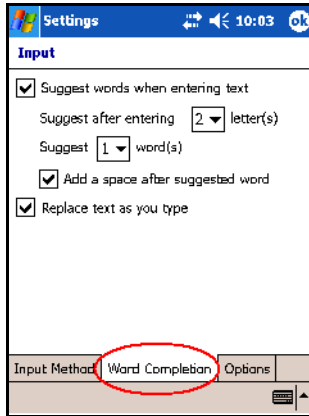 Settings 10:03 ok
Input
Suggest words when entering text
Suggest after entering 2 letter(s)
Suggest 1 word(s)
Add a space after suggested word
Replace text as you type
Input Method Word Completion Options